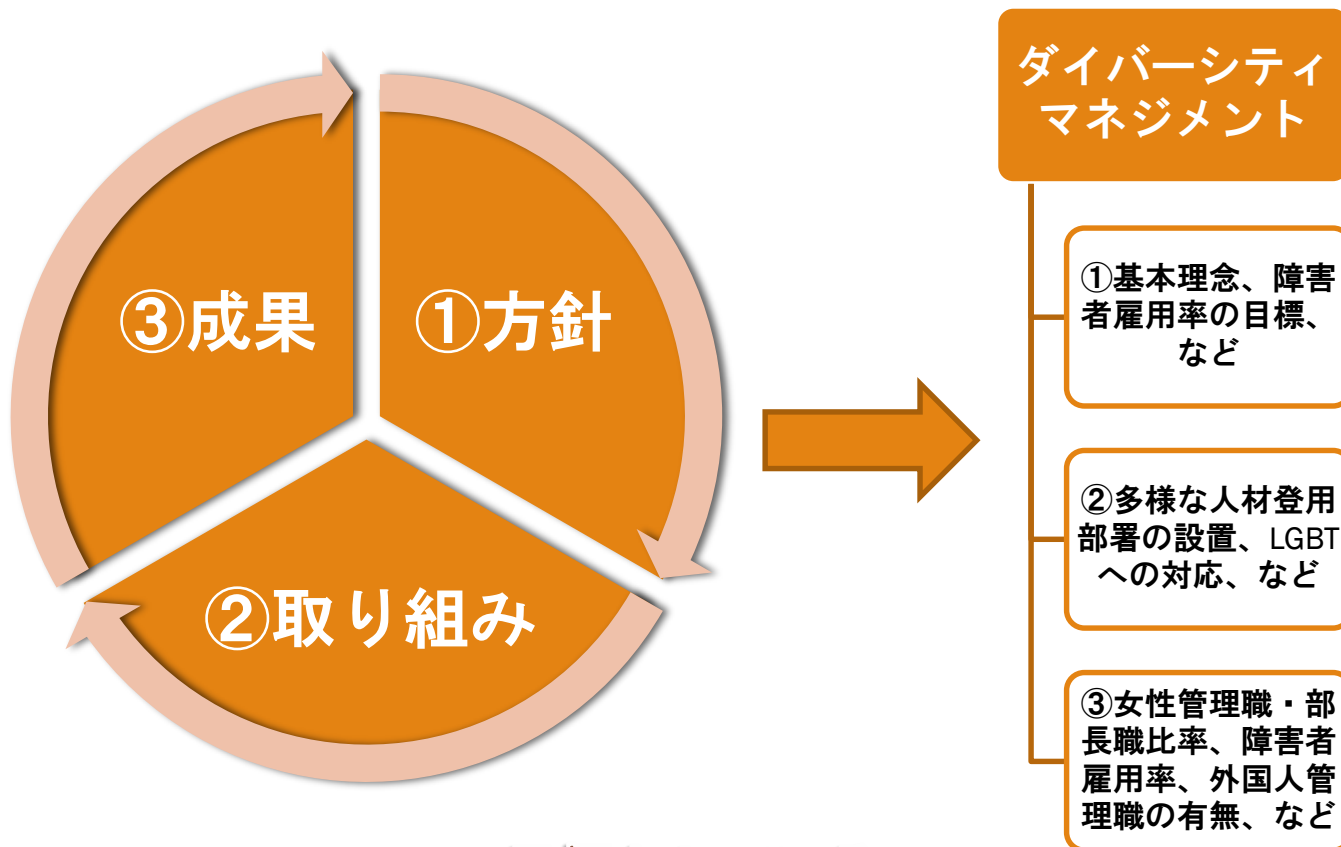 ③成果
①方針
②取り組み
ダイバーシティ
マネジメント
①基本理念、障害
者雇用率の目標、
など
②多様な人材登用
部署の設置、LGBT
への対応、など
③女性管理職・部
長職比率、障害者
雇用率、外国人管
理職の有無、など